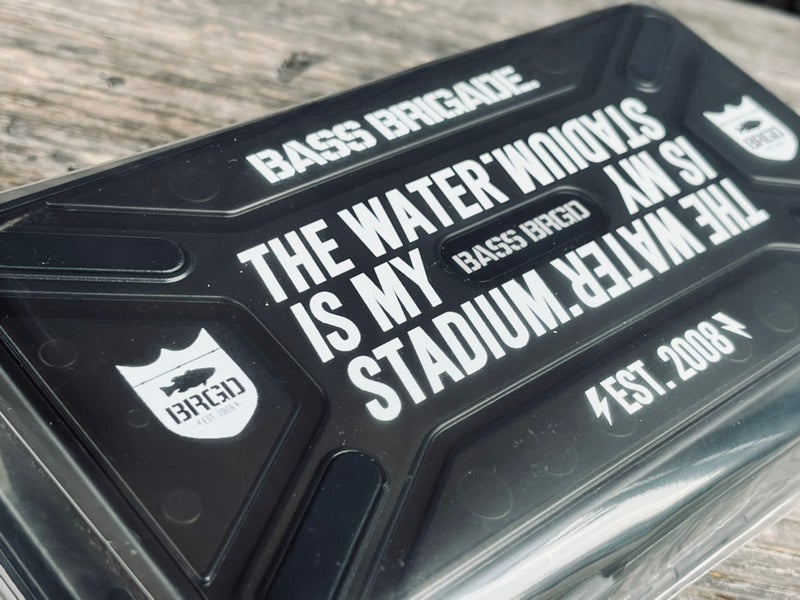 BASS BRIGADE.
THE WATER.
IS MY
STADIUM.
BASS BRGD
THE WATER.
IS MY
STADIUM.
BRGD
EST. 2008
BRGD
EST. 2008